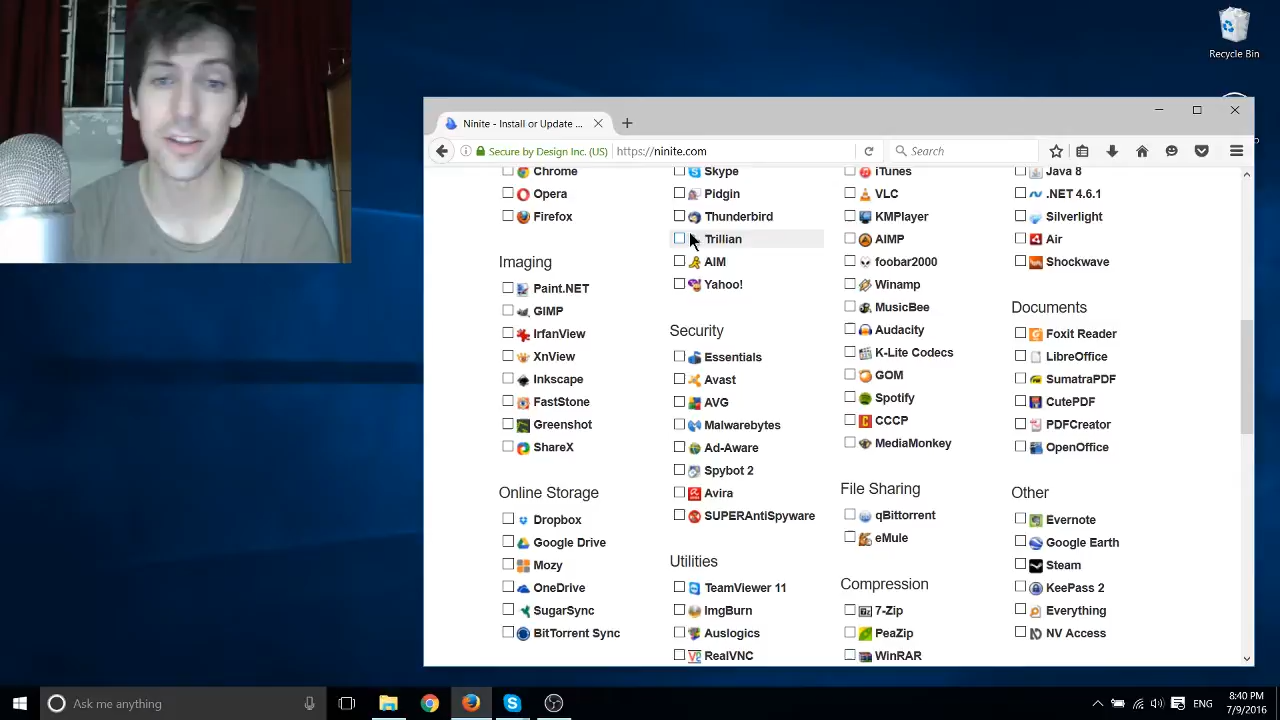 Recycle Bin
Ninite - Install or Update ...
Secure by Design Inc. (US)
https://ninite.com
Search
Chrome
Opera
Firefox
Imaging
Paint.NET
GIMP
IrfanView
XnView
Inkscape
FastStone
Greenshot
ShareX
Online Storage
Dropbox
Google Drive
Mozy
OneDrive
SugarSync
BitTorrent Sync
Skype
Pidgin
Thunderbird
Trillian
AIM
Yahoo!
Security
Essentials
Avast
AVG
Malwarebytes
Ad-Aware
Spybot 2
Avira
SUPERAntiSpyware
Utilities
TeamViewer 11
ImgBurn
Auslogics
RealVNC
iTunes
VLC
KMPlayer
AIMP
foobar2000
Winamp
MusicBee
Audacity
K-Lite Codecs
GOM
Spotify
CCCP
MediaMonkey
File Sharing
qBittorrent
eMule
Compression
7-Zip
PeaZip
WinRAR
Java 8
.NET 4.6.1
Silverlight
Air
Shockwave
Documents
Foxit Reader
LibreOffice
SumatraPDF
CutePDF
PDFCreator
OpenOffice
Other
Evernote
Google Earth
Steam
KeePass 2
Everything
NV Access
Ask me anything
ENG
8:40 PM
7/9/2016